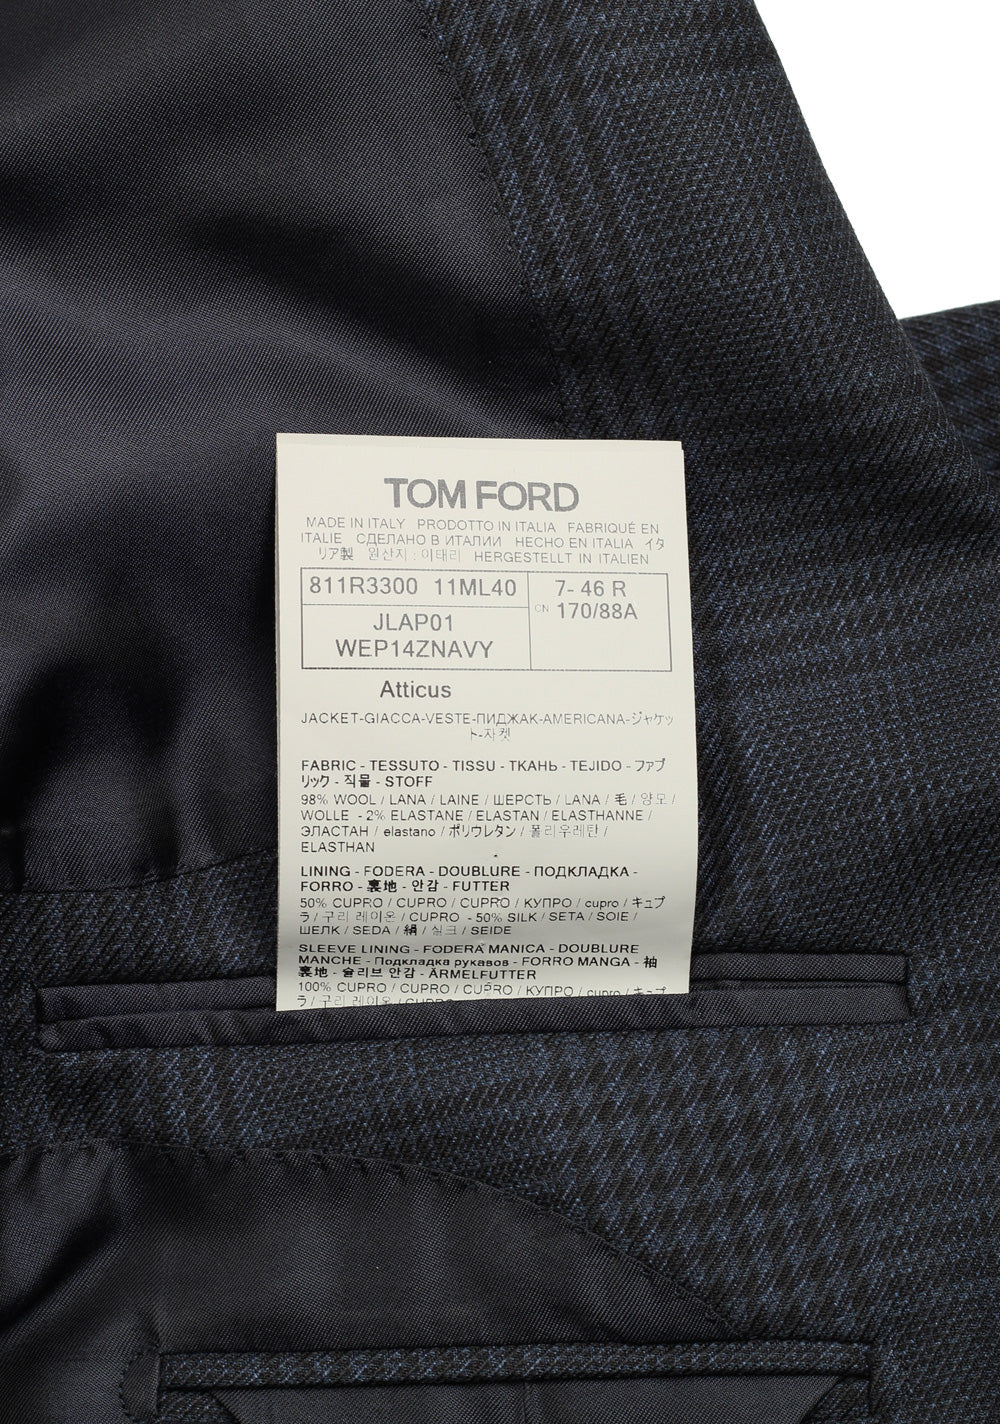 TOM FORD
MADE IN ITALY PRODOTTO IN ITALIA FABRIQUÉ EN
ITALIE СДЕЛАНО В ИТАЛИИ HECHO EN ITALIA イタ
リア製 원산지 : 이태리 HERGESTELLT IN ITALIEN
811R3300 11ML40
7- 46 R
CN 170/88A
JLAP01
WEP14ZNAVY
Atticus
JACKET-GIACCA-VESTE-ПИДЖАК-AMERICANA-ジャケッ
ト-자켓
FABRIC - TESSUTO - TISSU - ТКАНЬ - TEJIDO - ファブ
リック - 직물 - STOFF
98% WOOL / LANA / LAINE / ШЕРСТЬ / LANA / 毛 / 양모 /
WOLLE - 2% ELASTANE / ELASTAN / ELASTHANNE /
ЭЛАСТАН / elastano / ポリウレタン / 폴리우레탄 /
ELASTHAN
LINING - FODERA - DOUBLURE - ПОДКЛАДКА -
FORRO - 裏地 - 안감 - FUTTER
50% CUPRO / CUPRO / CUPRO / КУПРО / cupro / キュプ
ラ / 구리 레이온 / CUPRO - 50% SILK / SETA / SOIE /
ШЕЛК / SEDA / 絹 / 실크 / SEIDE
SLEEVE LINING - FODERA MANICA - DOUBLURE
MANCHE - Подкладка рукавов - FORRO MANGA - 袖
裏地 - 슬리브 안감 - ÄRMELFUTTER
100% CUPRO / CUPRO / CUPRO / КУПРО / cupro / キュプ
ラ / 구리 레이온 / CUPRO